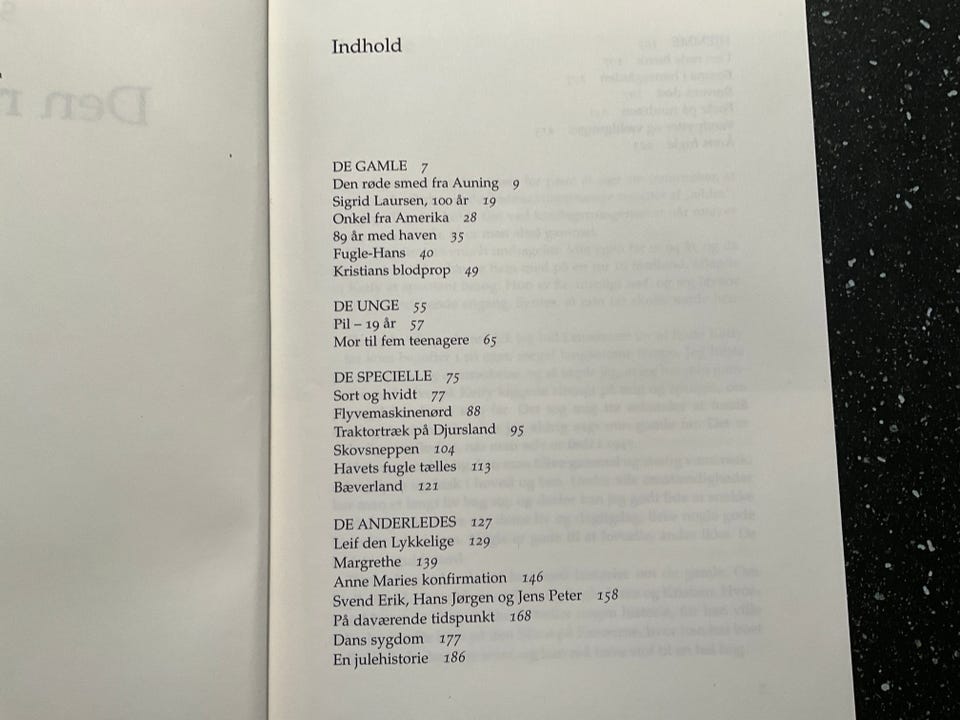 Indhold
DE GAMLE 7
Den røde smed fra Auning 9
Sigrid Laursen, 100 år 19
Onkel fra Amerika 28
89 år med haven 35
Fugle-Hans 40
Kristians blodprop 49
DE UNGE 55
Pil – 19 år 57
Mor til fem teenagere 65
DE SPECIELLE 75
Sort og hvidt 77
Flyvemaskinenørd 88
Traktortræk på Djursland 95
Skovsneppen 104
Havets fugle tælles 113
Bæverland 121
DE ANDERLEDES 127
Leif den Lykkelige 129
Margrethe 139
Anne Maries konfirmation 146
Svend Erik, Hans Jørgen og Jens Peter 158
På daværende tidspunkt 168
Dans sygdom 177
En julehistorie 186